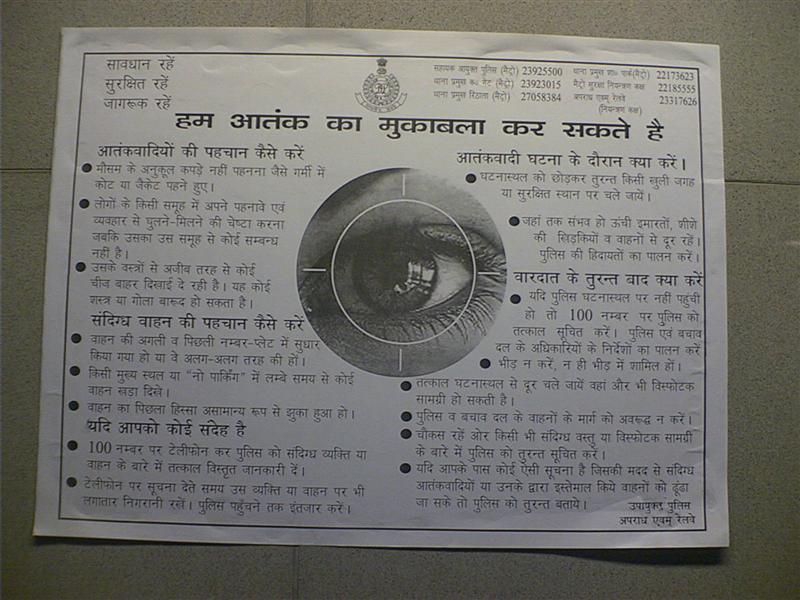 सावधान रहें
सुरक्षित रहें
जागरूक रहें
सहायक आयुक्त पुलिस (मैट्रो) 23925500
थाना प्रमुख क० गेट (मैट्रो) 23923015
थाना प्रमुख रिठाला (मैट्रो) 27058384
थाना प्रमुख शा० पार्क (मैट्रो) 22173623
मैट्रो सुरक्षा नियन्त्रण कक्ष 22185555
अपराध एवम् रेलवे 23317626
(नियन्त्रण कक्ष)
हम आतंक का मुकाबला कर सकते है
आतंकवादियों की पहचान कैसे करें
मौसम के अनुकूल कपड़े नहीं पहनना जैसे गर्मी में
कोट या जैकेट पहने हुए।
लोगों के किसी समूह में अपने पहनावे एवं
व्यवहार से घुलने-मिलने की चेष्टा करना
जबकि उसका उस समूह से कोई सम्बन्ध
नहीं है।
उसके वस्त्रों से अजीब तरह से कोई
चीज बाहर दिखाई दे रही है। यह कोई
शस्त्र या गोला बारूद हो सकता है।
संदिग्ध वाहन की पहचान कैसे करें
वाहन की अगली व पिछली नम्बर-प्लेट में सुधार
किया गया हो या वे अलग-अलग तरह की हों।
किसी मुख्य स्थल या “नो पार्किंग” में लम्बे समय से कोई
वाहन खड़ा दिखे।
वाहन का पिछला हिस्सा असामान्य रूप से झुका हुआ हो।
यदि आपको कोई संदेह है
100 नम्बर पर टेलीफोन कर पुलिस को संदिग्ध व्यक्ति या
वाहन के बारे में तत्काल विस्तृत जानकारी दें।
टेलीफोन पर सूचना देते समय उस व्यक्ति या वाहन पर भी
लगातार निगरानी रखें। पुलिस पहुँचने तक इंतजार करें।
आतंकवादी घटना के दौरान क्या करें।
घटनास्थल को छोड़कर तुरन्त किसी खुली जगह
या सुरक्षित स्थान पर चले जायें।
जहां तक संभव हो ऊंची इमारतों, शीशे
की खिड़कियों व वाहनों से दूर रहें।
पुलिस की हिदायतों का पालन करें।
वारदात के तुरन्त बाद क्या करें
यदि पुलिस घटनास्थल पर नहीं पहुंची
हो तो 100 नम्बर पर पुलिस को
तत्काल सूचित करें। पुलिस एवं बचाव
दल के अधिकारियों के निर्देशों का पालन करें
भीड़ न करें, न ही भीड़ में शामिल हों।
तत्काल घटनास्थल से दूर चले जायें वहां और भी विस्फोटक
सामग्री हो सकती है।
पुलिस व बचाव दल के वाहनों के मार्ग को अवरूद्ध न करें।
चौकस रहें ओर किसी भी संदिग्ध वस्तु या विस्फोटक सामग्री
के बारे में पुलिस को तुरन्त सूचित करें।
यदि आपके पास कोई ऐसी सूचना है जिसकी मदद से संदिग्ध
आतंकवादियों या उनके द्वारा इस्तेमाल किये वाहनों को ढूंढा
जा सके तो पुलिस को तुरन्त बतायें।
उपायुक्त पुलिस
अपराध एवम् रेलवे